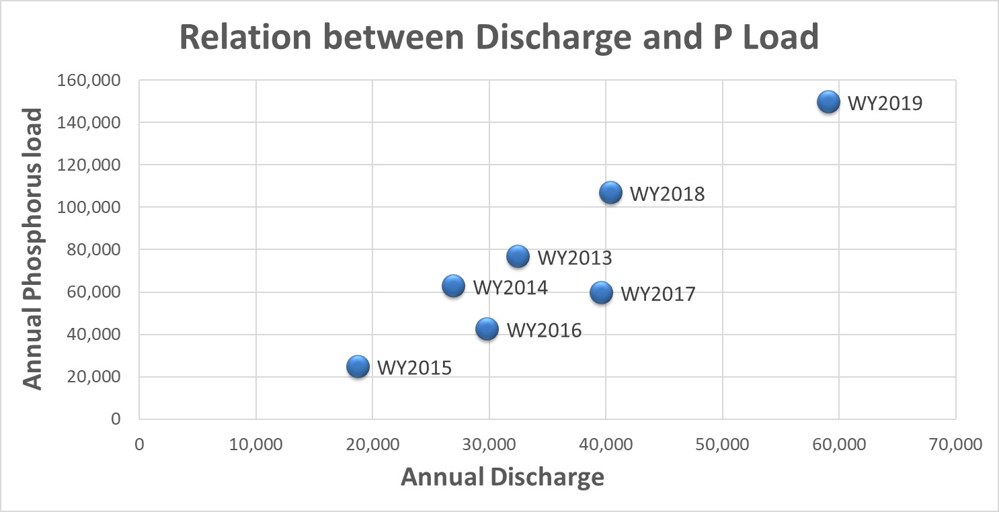 Relation between Discharge and P Load
160,000
140,000
120,000
100,000
80,000
60,000
40,000
20,000
0
Annual Phosphorus load
WY2019
WY2018
WY2013
WY2014
WY2017
WY2016
WY2015
0 10,000 20,000 30,000 40,000 50,000 60,000 70,000
Annual Discharge